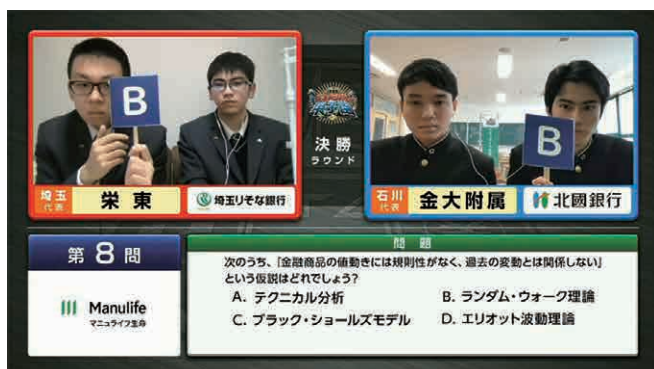 B
B
決勝
ラウンド
埼玉
代表
栄東
埼玉りそな銀行
石川
代表
金大附属
北國銀行
第8問
Manulife
マニュライフ生命
問題
次のうち、「金融商品の値動きには規則性がなく、過去の変動とは関係しない」
という仮説はどれでしょう？
A. テクニカル分析
B. ランダム・ウォーク理論
C. ブラック・ショールズモデル
D. エリオット波動理論